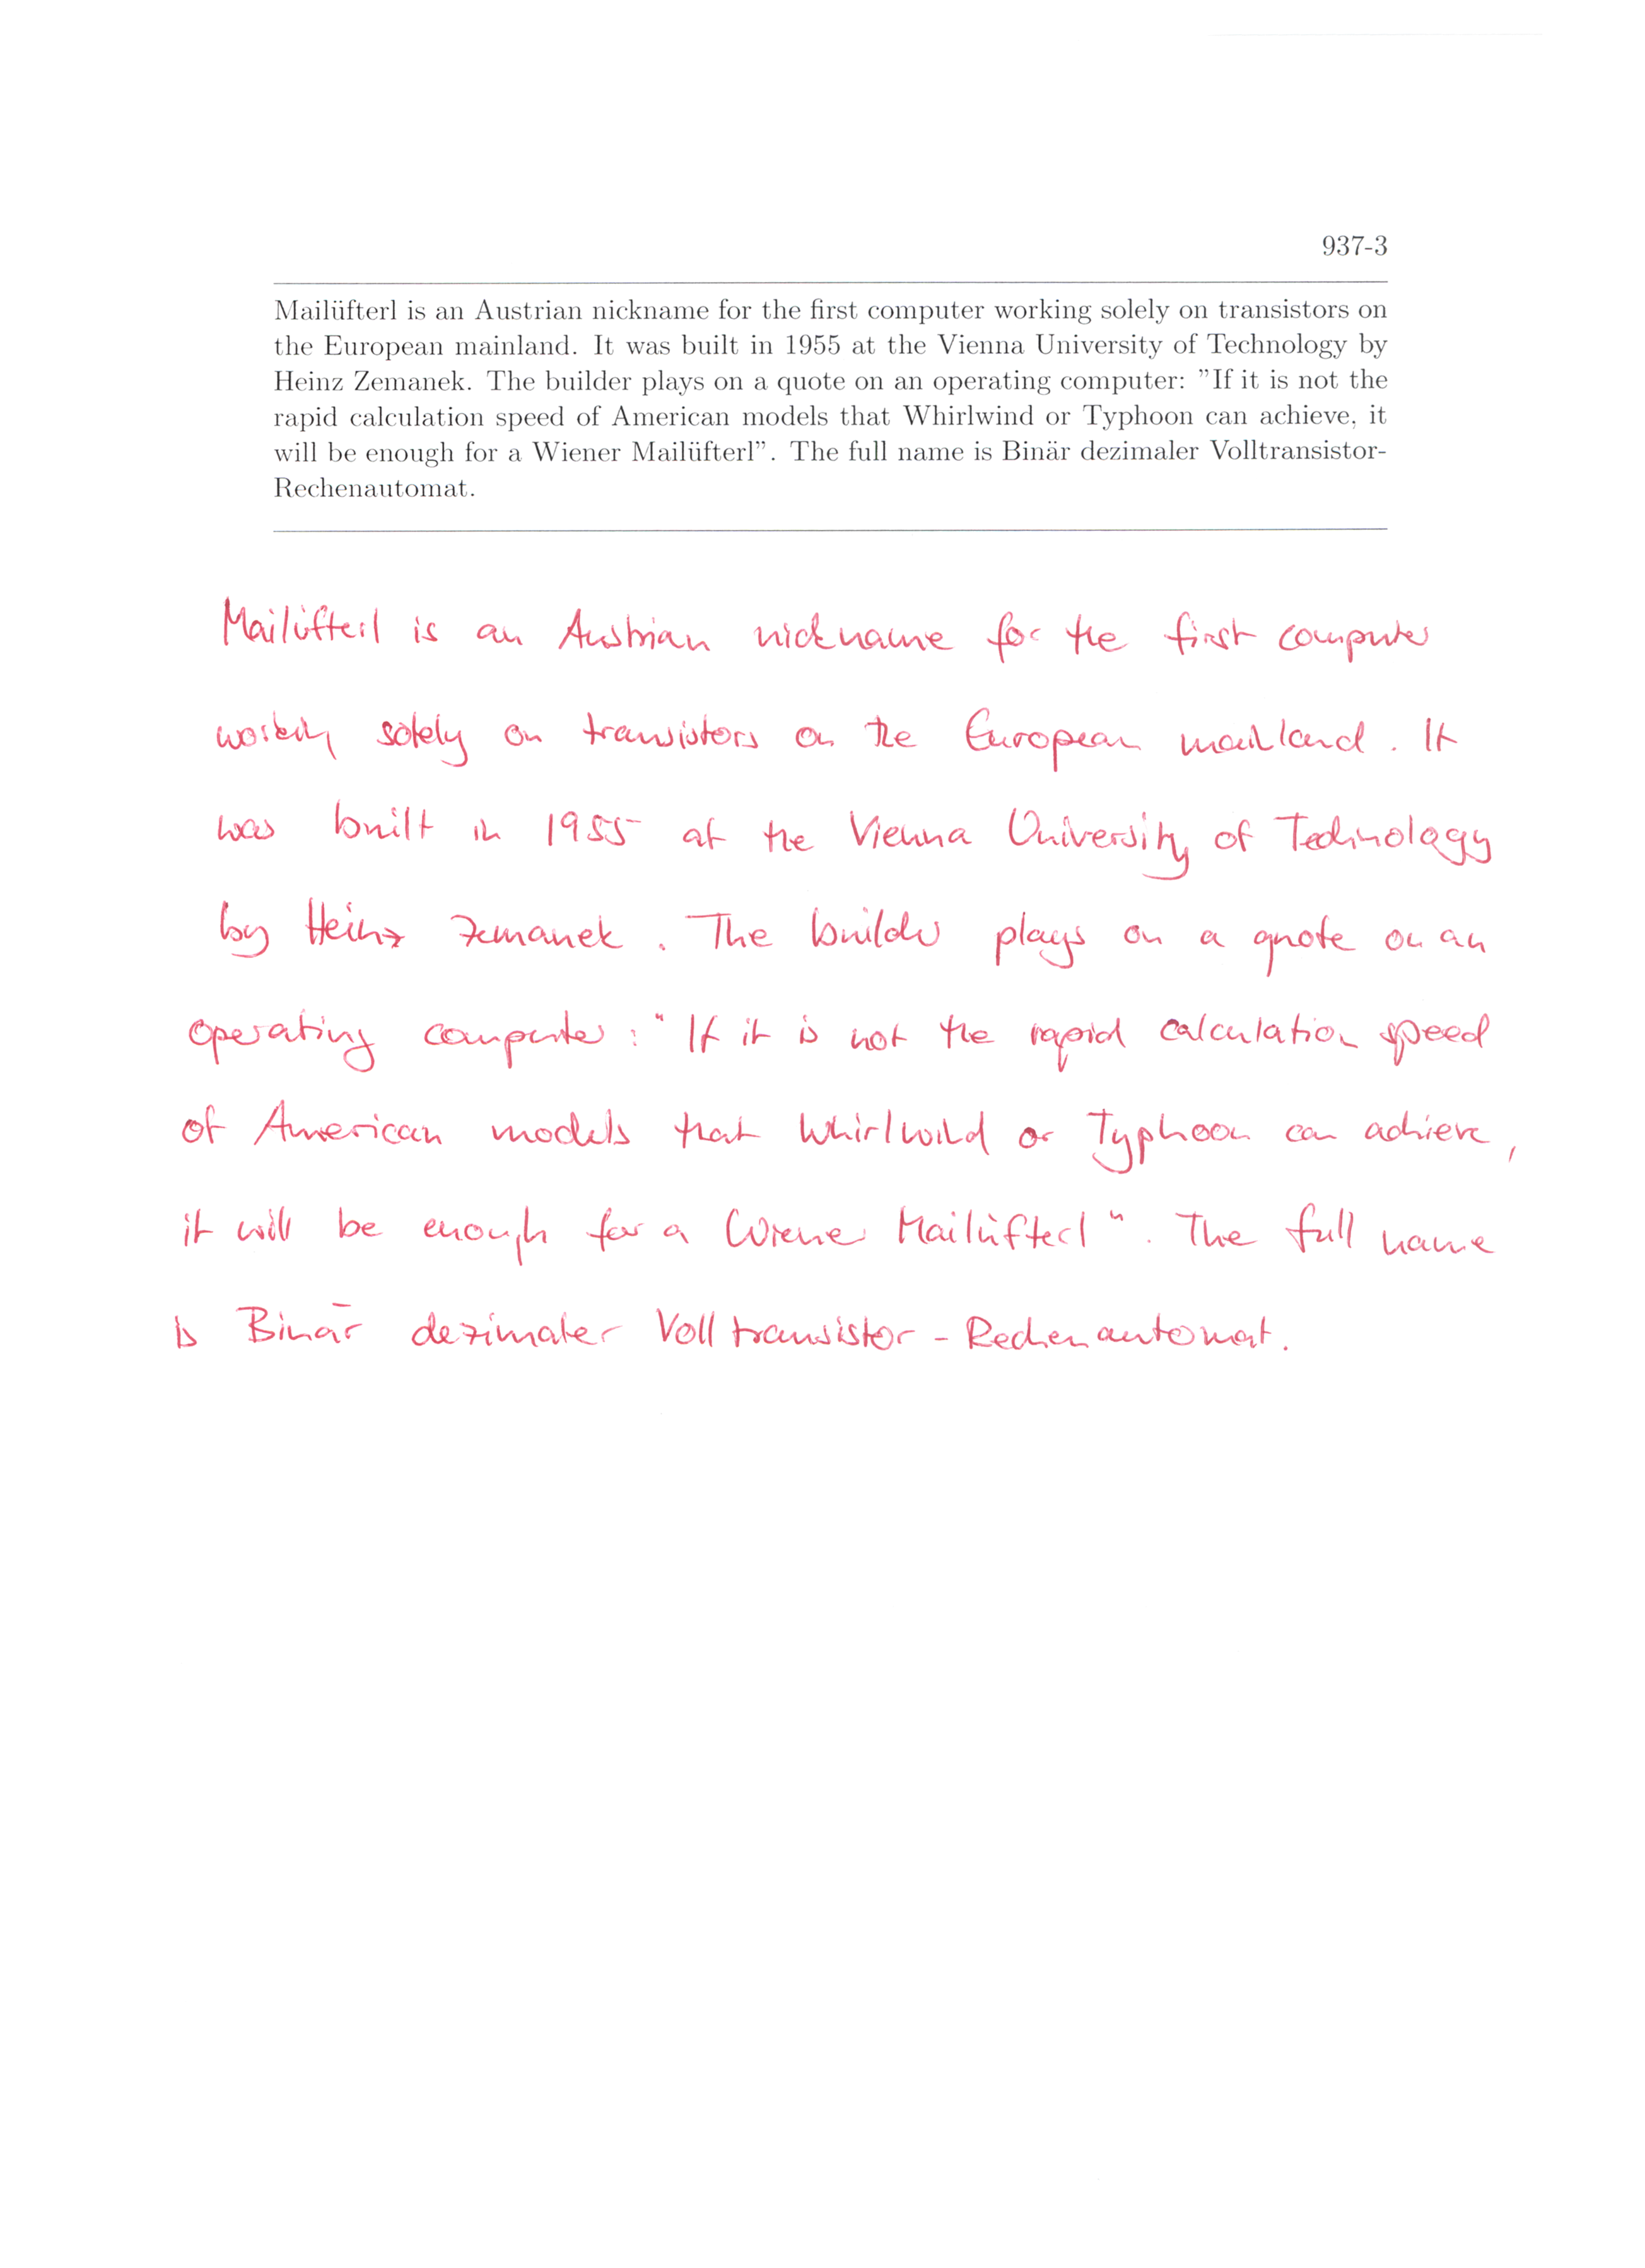 937-3
Mailüfterl is an Austrian nickname for the first computer working solely on transistors on
the European mainland. It was built in 1955 at the Vienna University of Technology by
Heinz Zemanek. The builder plays on a quote on an operating computer: ”If it is not the
rapid calculation speed of American models that Whirlwind or Typhoon can achieve, it
will be enough for a Wiener Mailüfterl”. The full name is Binär dezimaler Volltransistor-
Rechenautomat.
Mailüfterl is an Austrian nickname for the first computer
working solely on transistors on the European mainland. It
was built in 1955 at the Vienna University of Technology
by Heinz Zemanek. The builder plays on a quote on an
operating computer: "If it is not the rapid calculation speed
of American models that Whirlwind or Typhoon can achieve,
it will be enough for a Wiener Mailüfterl". The full name
is Binär dezimaler Volltransistor-Rechenautomat.